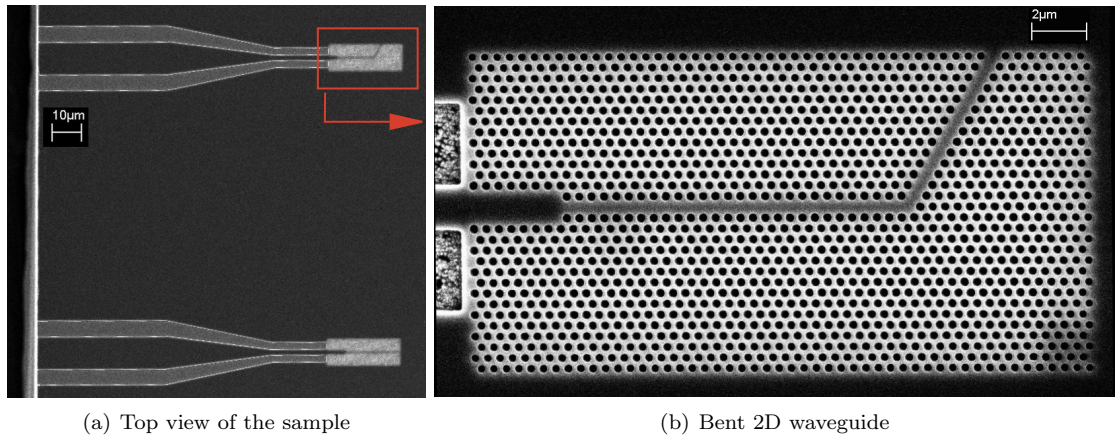 2μm
10μm
(a) Top view of the sample
(b) Bent 2D waveguide